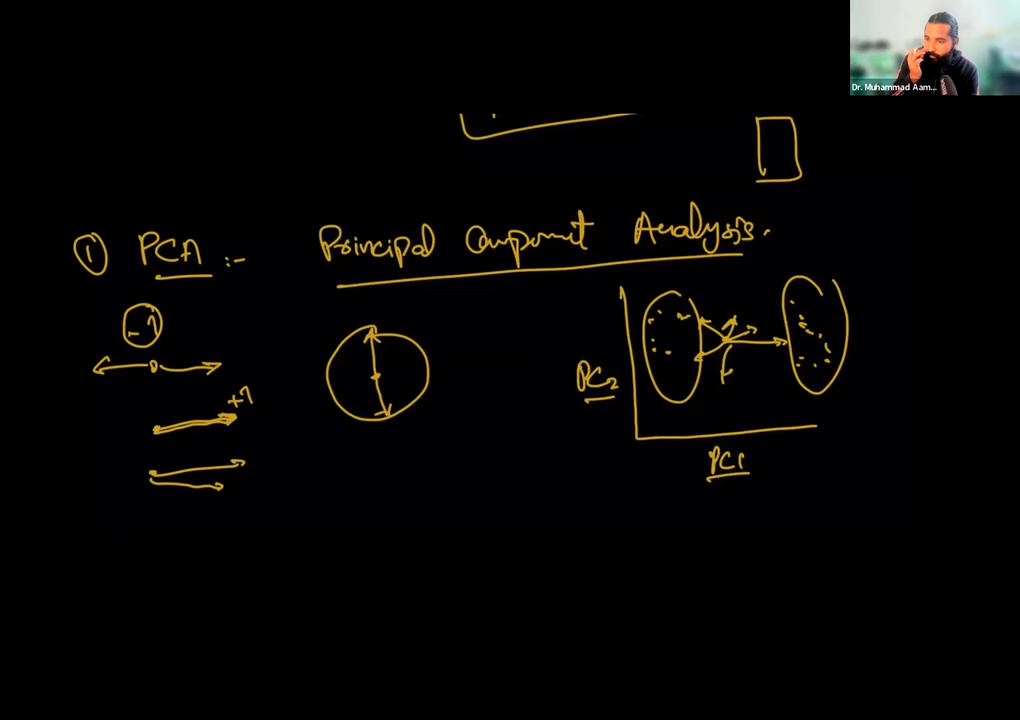 Dr. Muhammad Aam...
① PCA :- Principal Component Analysis.
-1
+1
PC2
PC1